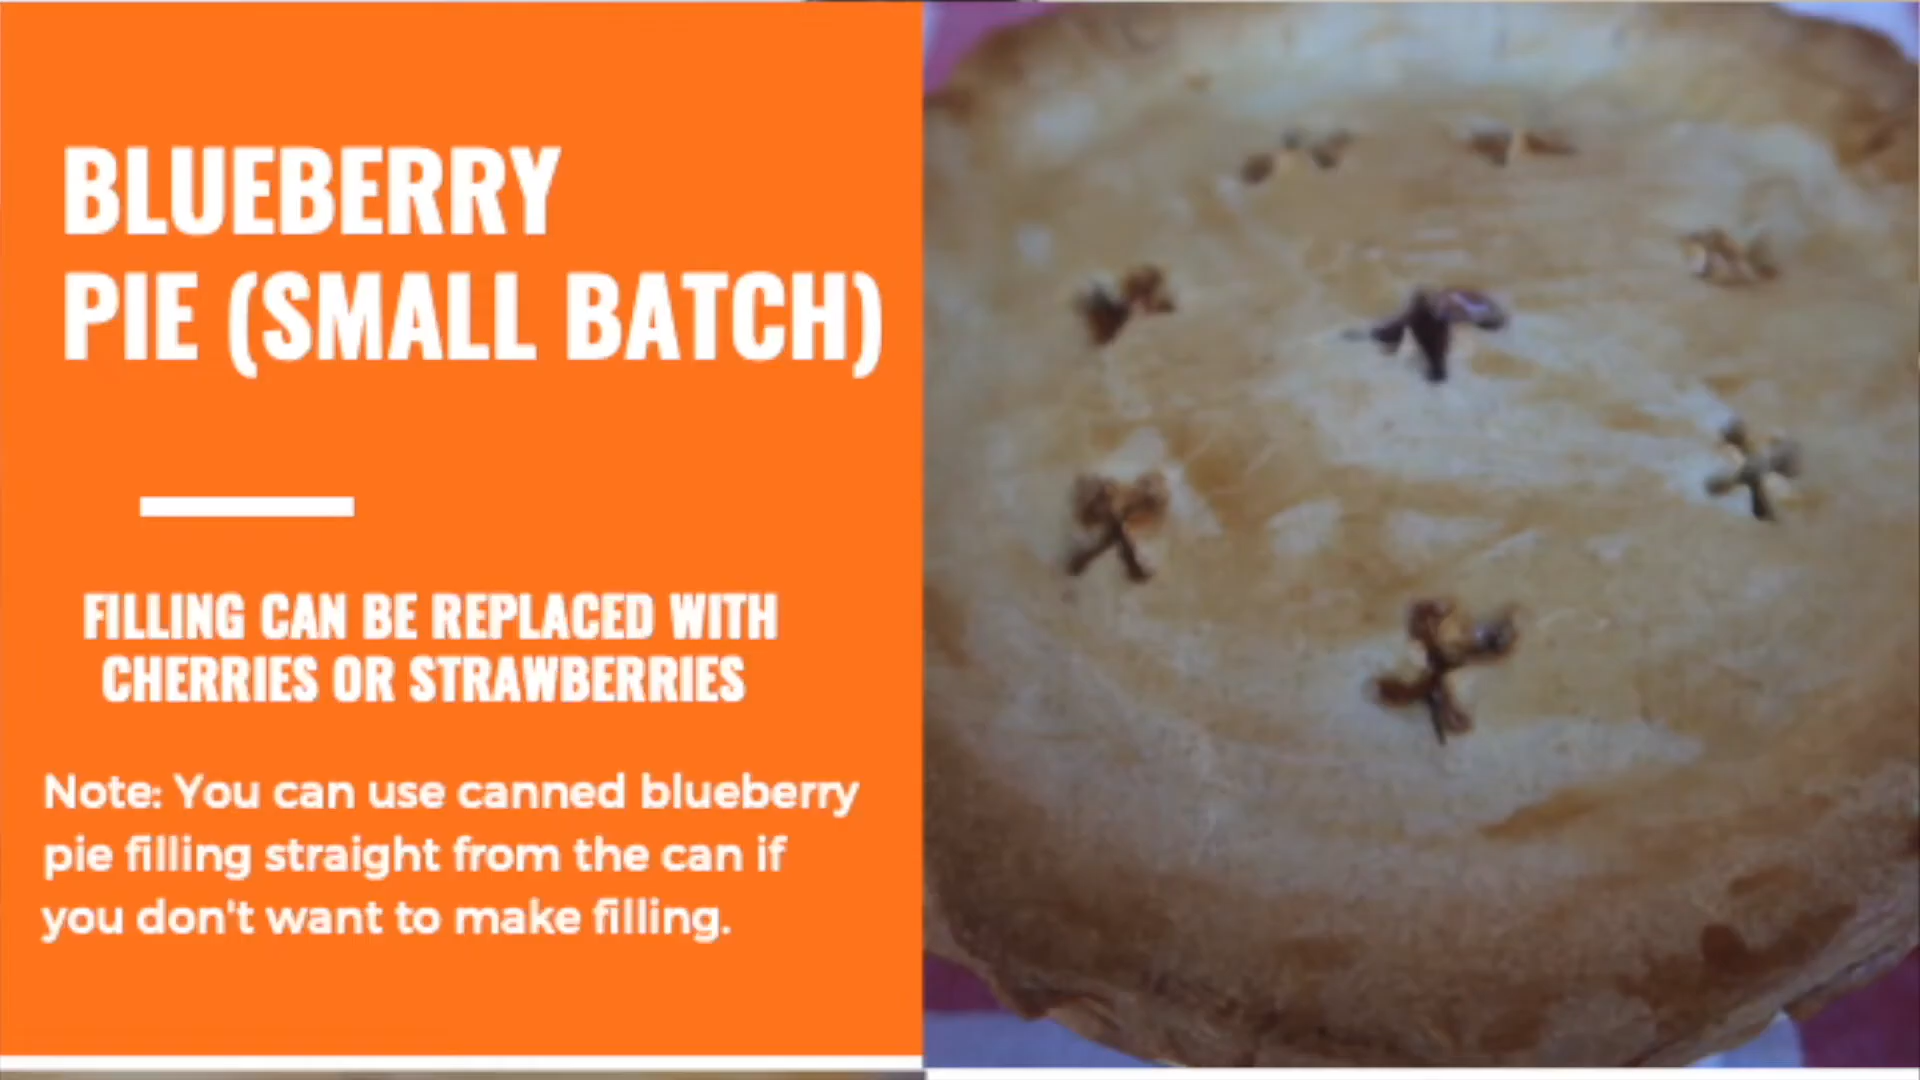 BLUEBERRY
PIE (SMALL BATCH)
FILLING CAN BE REPLACED WITH
CHERRIES OR STRAWBERRIES
Note: You can use canned blueberry
pie filling straight from the can if
you don't want to make filling.